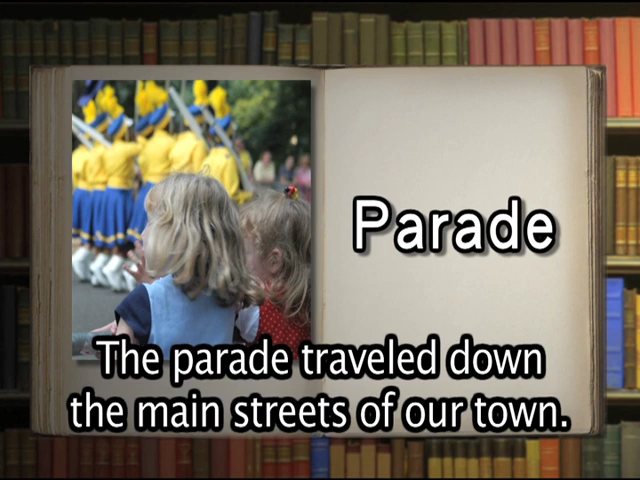 Parade
The parade traveled down
the main streets of our town.